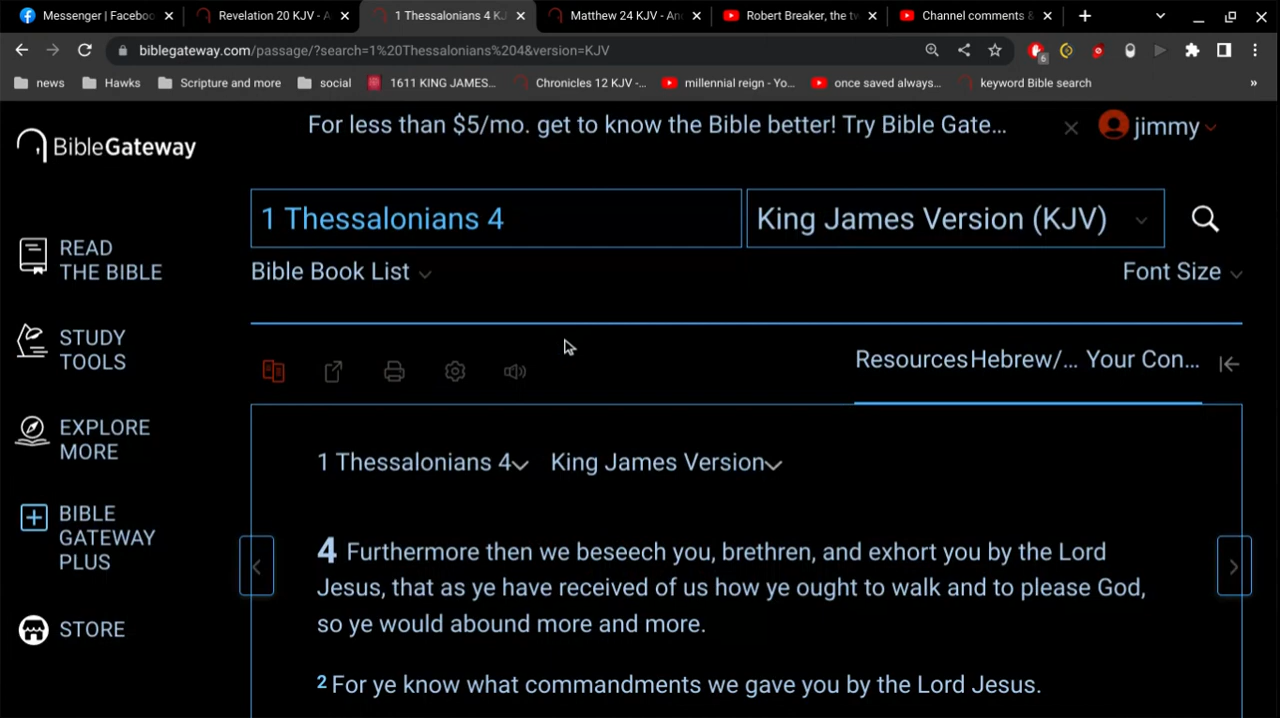 Messenger | Facebo
Revelation 20 KJV - A
1 Thessalonians 4 KJ
Matthew 24 KJV - An
Robert Breaker, the tw
Channel comments &
biblegateway.com/passage/?search=1%20Thessalonians%204&version=KJV
6
news
Hawks
Scripture and more
social
1611 KING JAMES...
Chronicles 12 KJV -...
millennial reign - Yo...
once saved always...
keyword Bible search
»
For less than $5/mo. get to know the Bible better! Try Bible Gate...
jimmy
BibleGateway
1 Thessalonians 4
King James Version (KJV)
READ
THE BIBLE
Bible Book List
Font Size
STUDY
TOOLS
Resources
Hebrew/...
Your Con...
EXPLORE
MORE
1 Thessalonians 4
King James Version
BIBLE
GATEWAY
PLUS
4 Furthermore then we beseech you, brethren, and exhort you by the Lord
Jesus, that as ye have received of us how ye ought to walk and to please God,
so ye would abound more and more.
STORE
2 For ye know what commandments we gave you by the Lord Jesus.